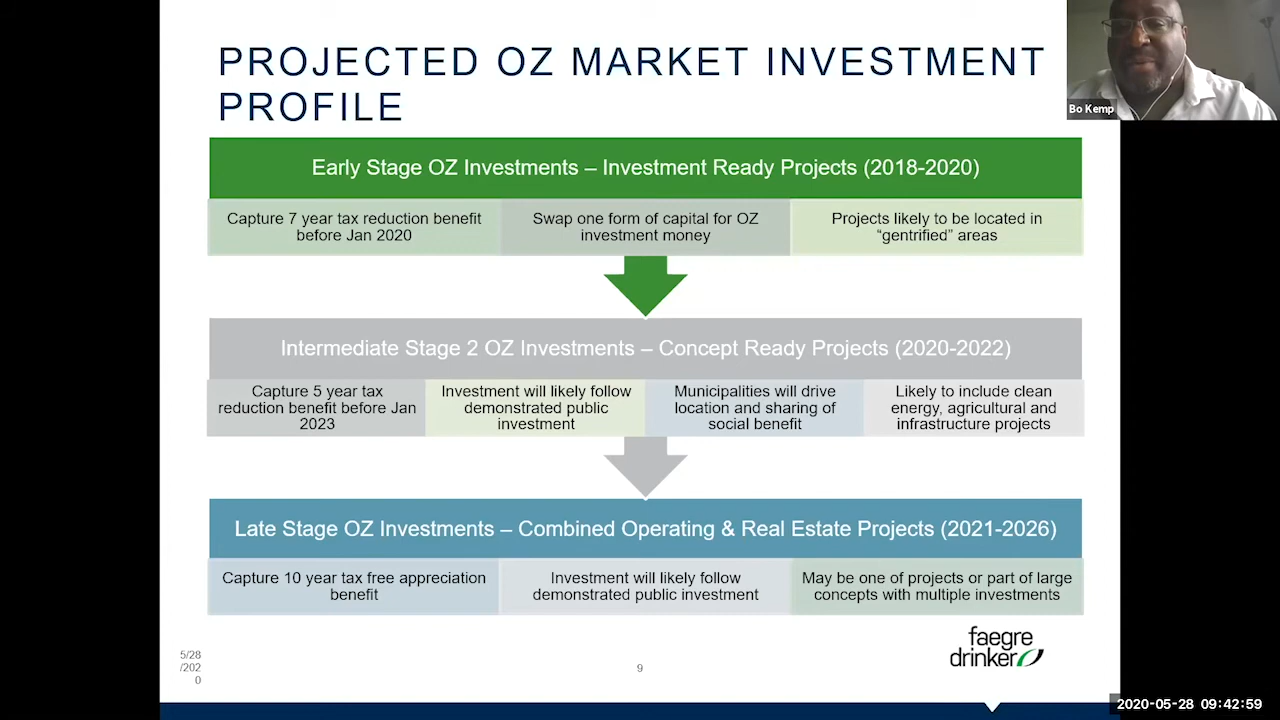 PROJECTED OZ MARKET INVESTMENT
PROFILE
Bo Kemp
Early Stage OZ Investments – Investment Ready Projects (2018-2020)
Capture 7 year tax reduction benefit
before Jan 2020
Swap one form of capital for OZ
investment money
Projects likely to be located in
“gentrified” areas
Intermediate Stage 2 OZ Investments – Concept Ready Projects (2020-2022)
Capture 5 year tax
reduction benefit before Jan
2023
Investment will likely follow
demonstrated public
investment
Municipalities will drive
location and sharing of
social benefit
Likely to include clean
energy, agricultural and
infrastructure projects
Late Stage OZ Investments – Combined Operating & Real Estate Projects (2021-2026)
Capture 10 year tax free appreciation
benefit
Investment will likely follow
demonstrated public investment
May be one of projects or part of large
concepts with multiple investments
5/28
/202
0
9
faegre
drinker
2020-05-28 09:42:59